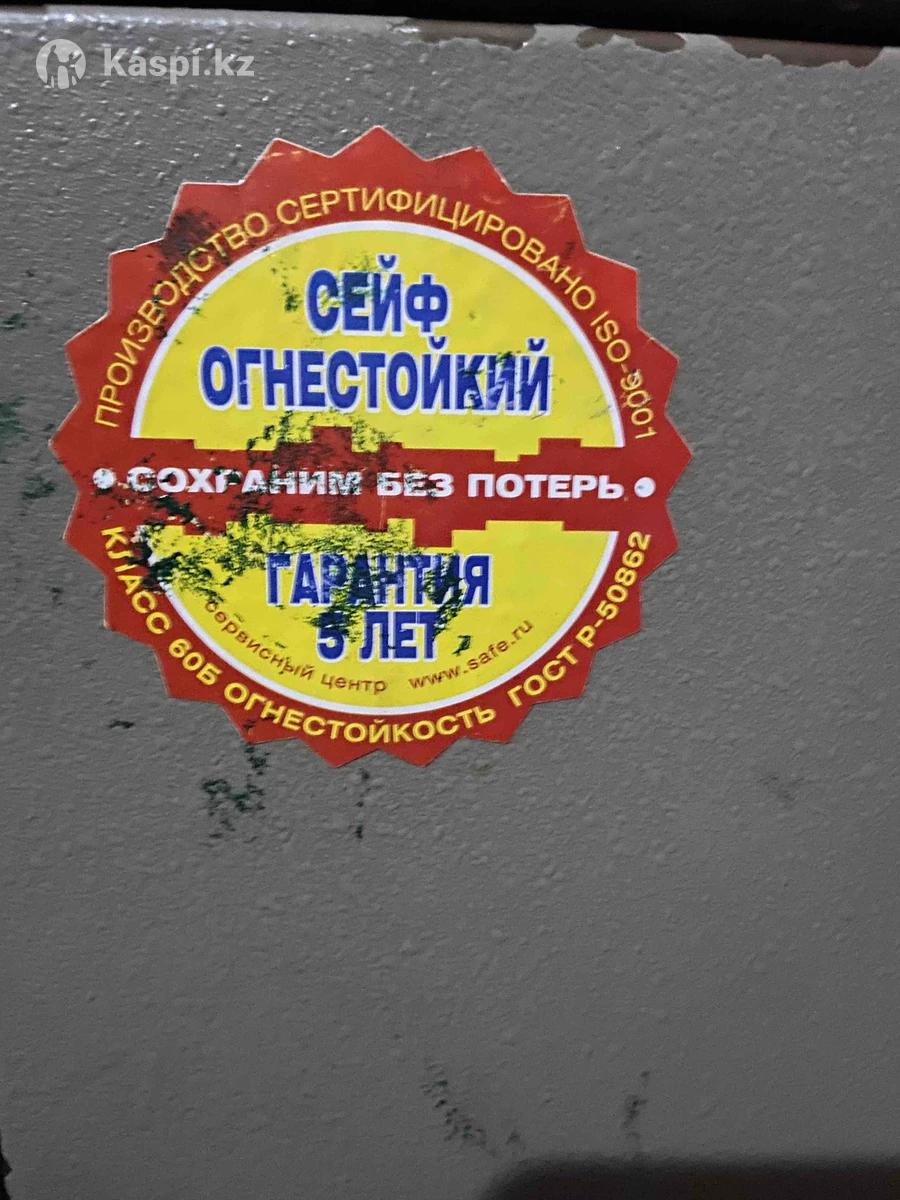 Kaspi.kz
ПРОИЗВОДСТВО СЕРТИФИЦИРОВАНО ISO-9001
СЕЙФ
ОГНЕСТОЙКИЙ
• СОХРАНИМ БЕЗ ПОТЕРЬ •
ГАРАНТИЯ
5 ЛЕТ
сервисный центр www.safe.ru
КЛАСС 60Б ОГНЕСТОЙКОСТЬ ГОСТ Р-50862